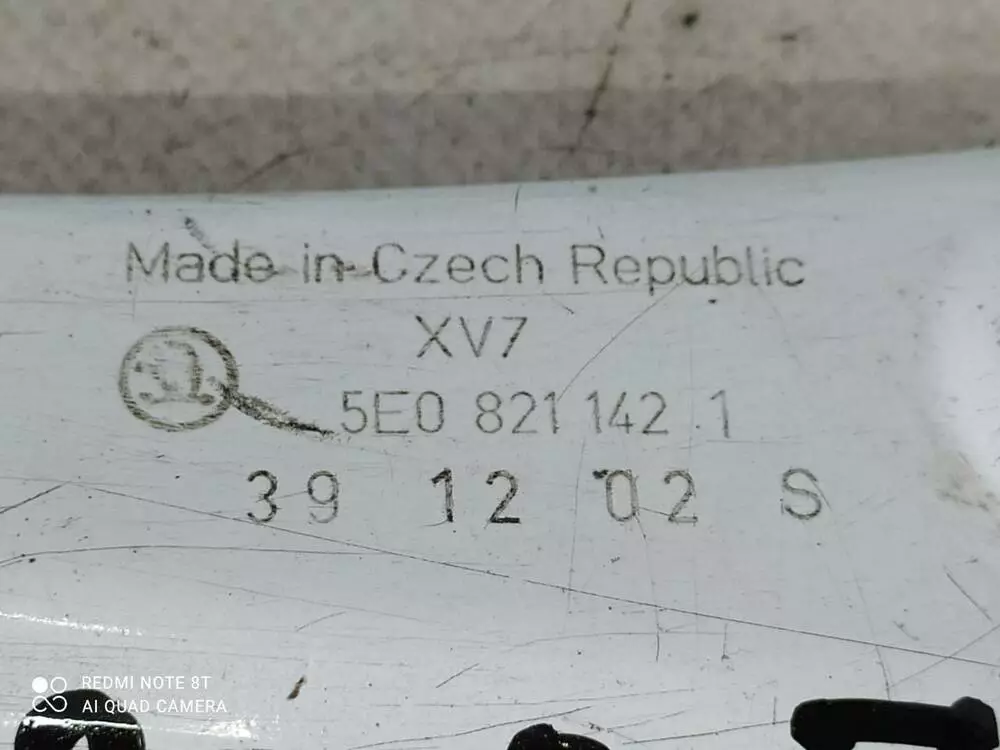 Made in Czech Republic
XV7
5E0 821 142 1
39 12 02 S
REDMI NOTE 8T
AI QUAD CAMERA